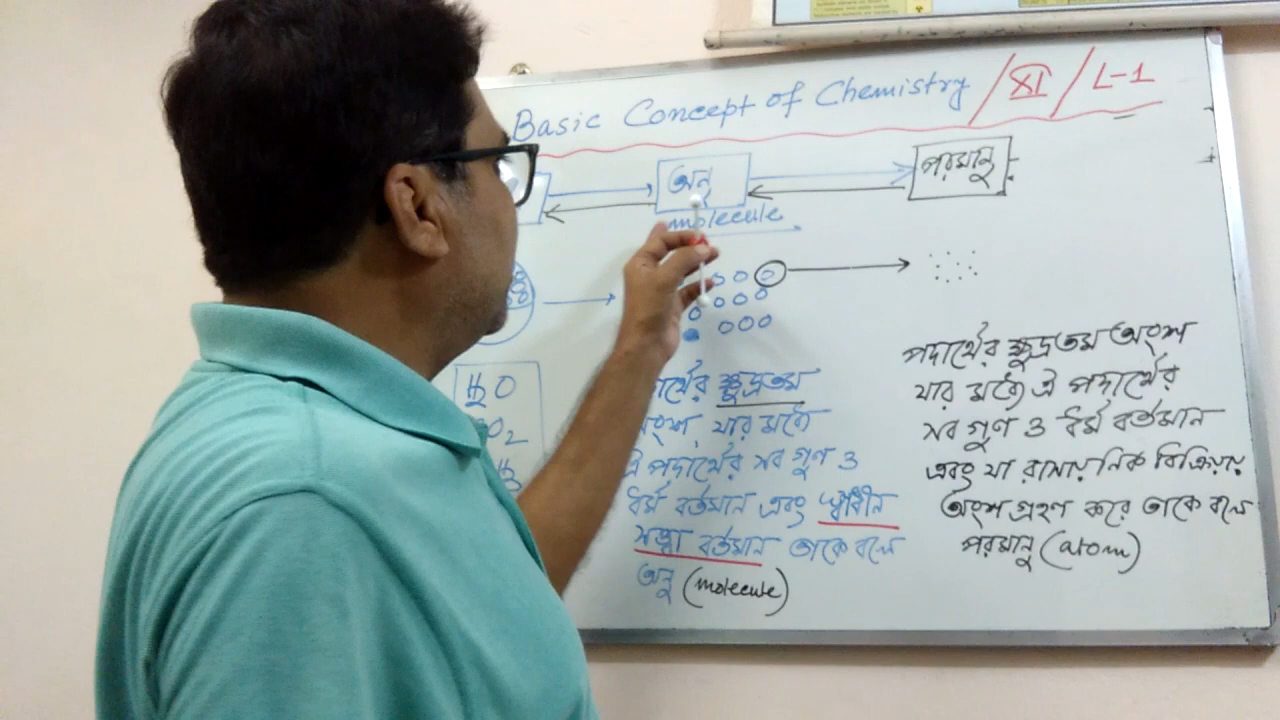 Basic Concept of Chemistry / XI / L-1
অনু
পরমানু
molecule
H2O
ক্ষুদ্রতম
অংশ, যার মধ্যে
ঐ পদার্থের সব গুণ ও
ধর্ম বর্তমান এবং স্বাধীন
সত্ত্বা বর্তমান তাকে বলে
অনু (molecule)
পদার্থের ক্ষুদ্রতম অংশ
যার মধ্যে ঐ পদার্থের
সব গুণ ও ধর্ম বর্তমান
এবং যা রাসায়নিক বিক্রিয়ায়
অংশ গ্রহণ করে তাকে বলে
পরমানু (atom)